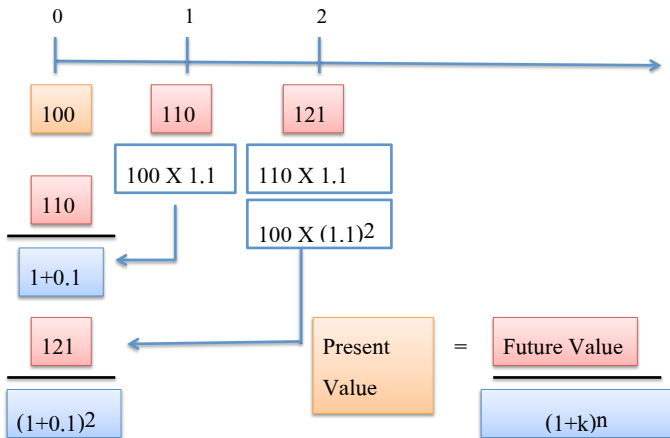 0 1 2
100 110 121
100 X 1.1 110 X 1.1
110
100 X (1.1)2
1+0.1
121
Present Value = Future Value
(1+0.1)2
(1+k)n